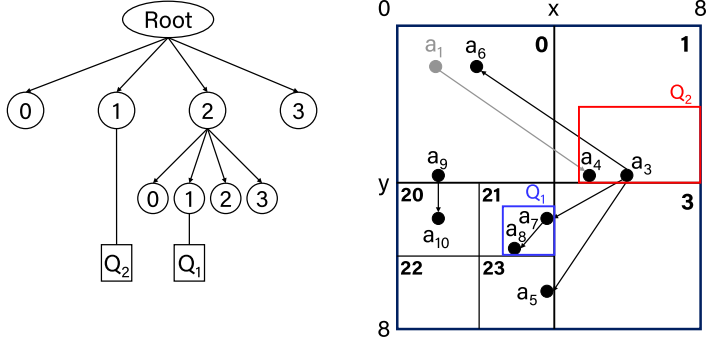 Root
0 1 2 3
0 1 2 3
Q₂ Q₁
0 x 8
a₁ a₆ 0 1
Q₂
a₄ a₃
a₉
y
20 21 Q₁ 3
a₇
a₁₀ a₈
22 23
a₅
8